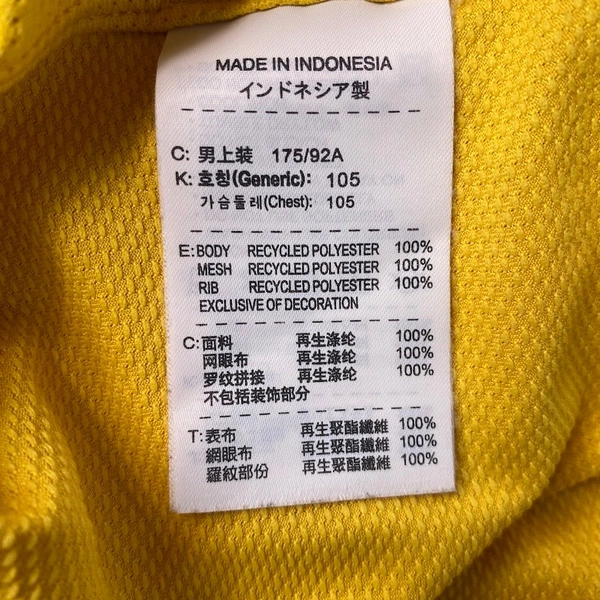 MADE IN INDONESIA
インドネシア製
C: 男上装 175/92A
K: 호칭(Generic): 105
가슴둘레(Chest): 105
E: BODY RECYCLED POLYESTER 100%
MESH RECYCLED POLYESTER 100%
RIB RECYCLED POLYESTER 100%
EXCLUSIVE OF DECORATION
C: 面料 再生涤纶 100%
网眼布 再生涤纶 100%
罗纹拼接 再生涤纶 100%
不包括装饰部分
T: 表布 再生聚酯纖維 100%
網眼布 再生聚酯纖維 100%
羅紋部份 再生聚酯纖維 100%